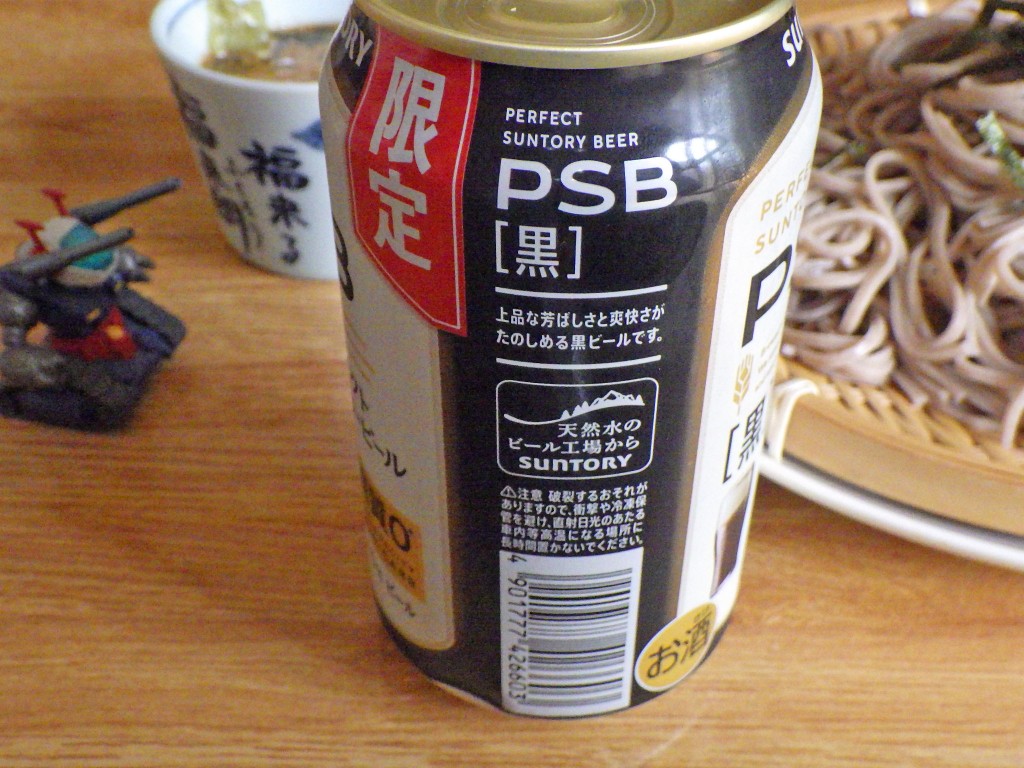 限定
PERFECT
SUNTORY BEER
PSB
[黒]
上品な芳ばしさと爽快さが
たのしめる黒ビールです。
天然水の
ビール工場から
SUNTORY
⚠注意 破裂するおそれが
ありますので、衝撃や冷凍保
管を避け、直射日光のあたる
車内等高温になる場所に
長時間置かないでください。
4 901777 426603
お酒
P
[黒
ビール
福来る